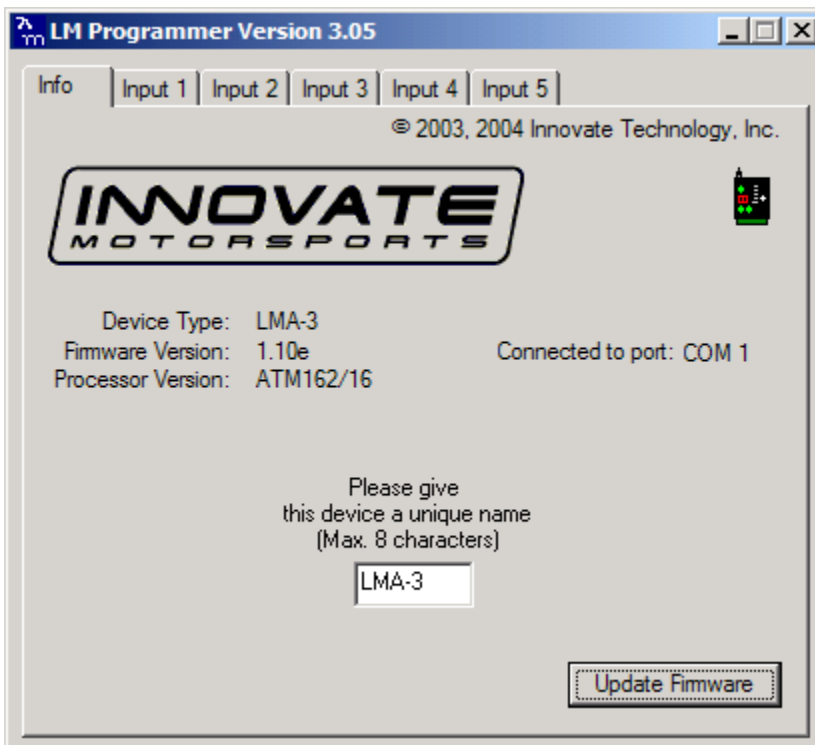 LM Programmer Version 3.05
Info Input 1 Input 2 Input 3 Input 4 Input 5
© 2003, 2004 Innovate Technology, Inc.
INNOVATE
MOTORSPORTS
Device Type: LMA-3
Firmware Version: 1.10e Connected to port: COM 1
Processor Version: ATM162/16
Please give
this device a unique name
(Max. 8 characters)
LMA-3
Update Firmware